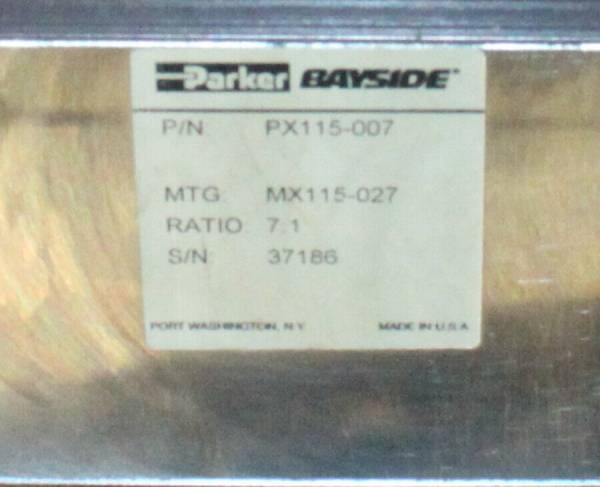 Parker BAYSIDE
P/N: PX115-007
MTG: MX115-027
RATIO: 7:1
S/N: 37186
PORT WASHINGTON, N.Y. MADE IN U.S.A